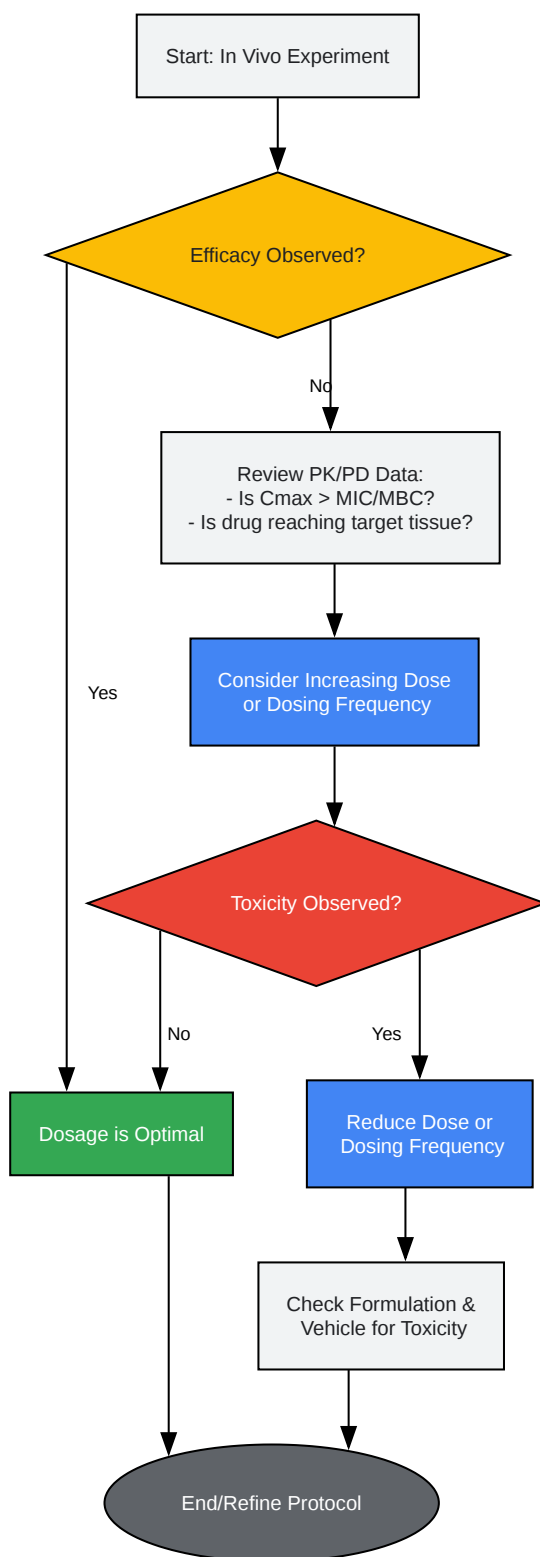 Start: In Vivo Experiment
Efficacy Observed?
No
Review PK/PD Data:
- Is Cmax > MIC/MBC?
- Is drug reaching target tissue?
Consider Increasing Dose
or Dosing Frequency
Yes
Toxicity Observed?
No
Yes
Dosage is Optimal
Reduce Dose or
Dosing Frequency
Check Formulation &
Vehicle for Toxicity
End/Refine Protocol